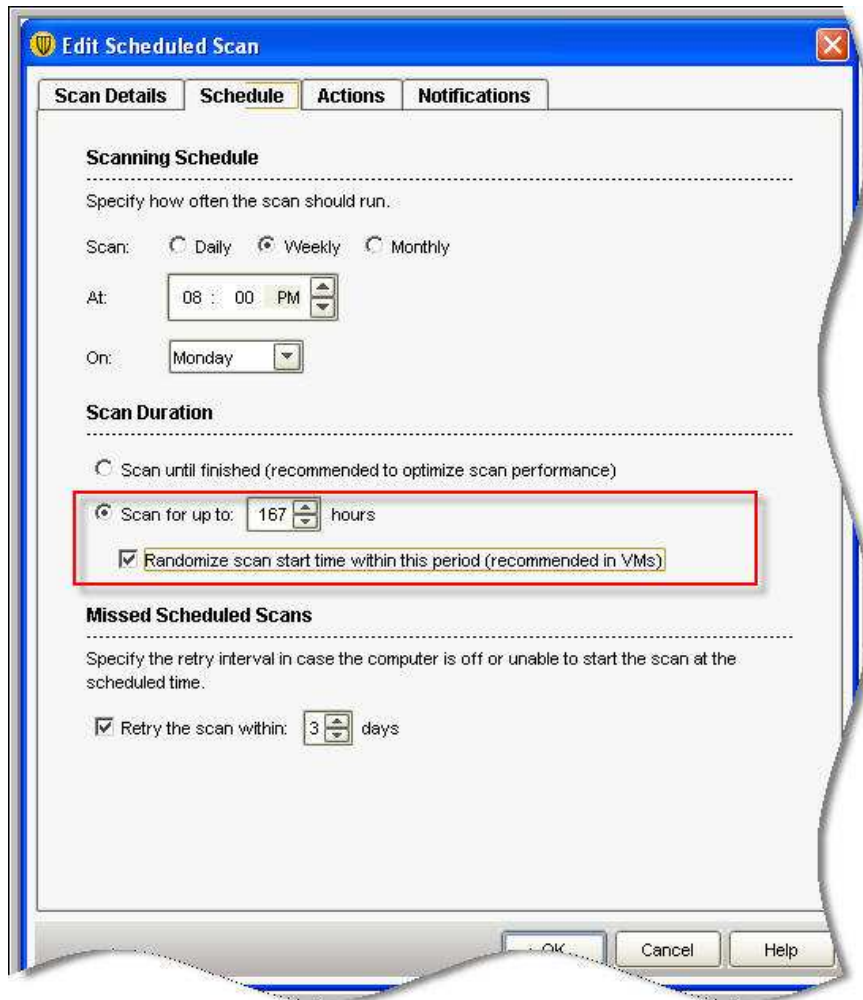 Edit Scheduled Scan
Scan Details Schedule Actions Notifications
Scanning Schedule
Specify how often the scan should run.
Scan: Daily Weekly Monthly
At: 08 : 00 PM
On: Monday
Scan Duration
Scan until finished (recommended to optimize scan performance)
Scan for up to: 167 hours
Randomize scan start time within this period (recommended in VMs)
Missed Scheduled Scans
Specify the retry interval in case the computer is off or unable to start the scan at the
scheduled time.
Retry the scan within: 3 days
OK Cancel Help